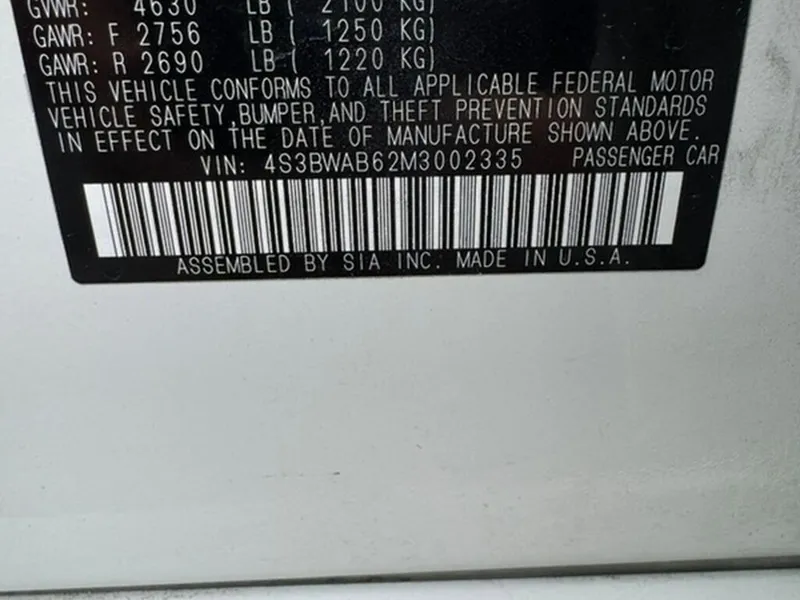 GVWR: 4630 LB ( 2100 KG)
GAWR: F 2756 LB ( 1250 KG)
GAWR: R 2690 LB ( 1220 KG)
THIS VEHICLE CONFORMS TO ALL APPLICABLE FEDERAL MOTOR
VEHICLE SAFETY,BUMPER,AND THEFT PREVENTION STANDARDS
IN EFFECT ON THE DATE OF MANUFACTURE SHOWN ABOVE.
VIN: 4S3BWAB62M3002335 PASSENGER CAR
ASSEMBLED BY SIA INC. MADE IN U.S.A.